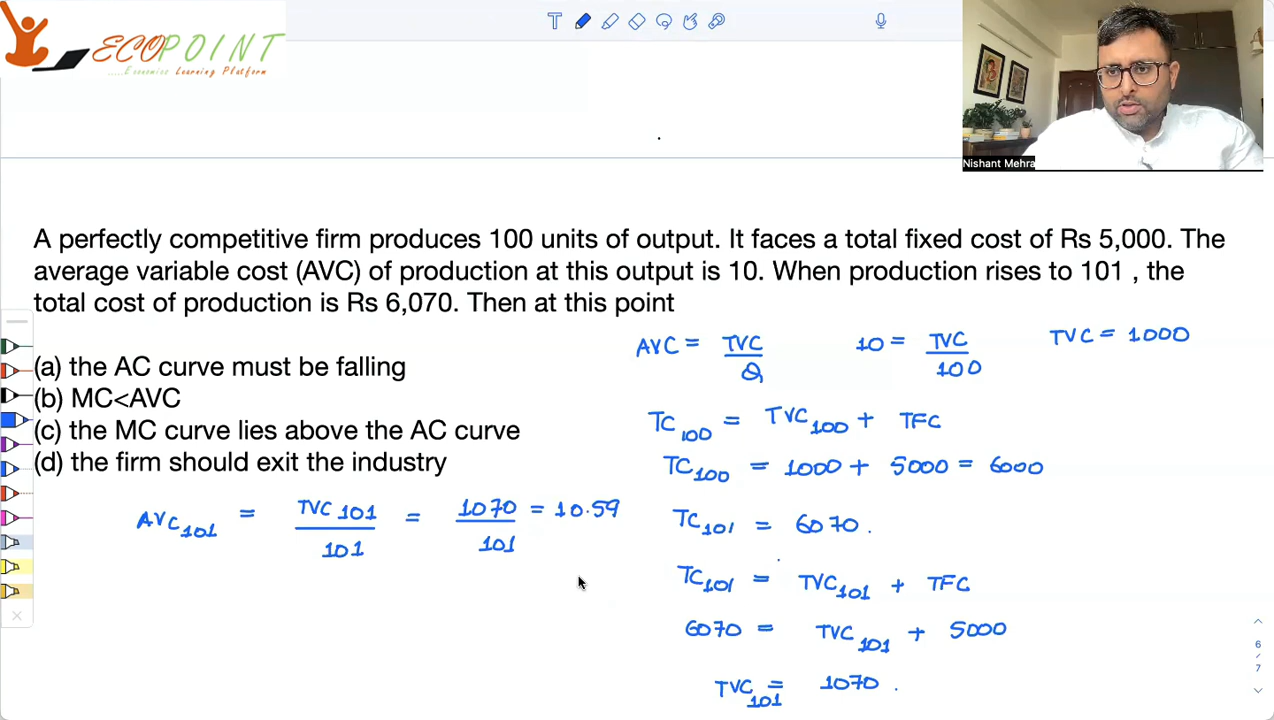 ECOPOINT
.....Economics Learning Platform
Nishant Mehra
A perfectly competitive firm produces 100 units of output. It faces a total fixed cost of Rs 5,000. The
average variable cost (AVC) of production at this output is 10. When production rises to 101 , the
total cost of production is Rs 6,070. Then at this point
(a) the AC curve must be falling
(b) MC<AVC
(c) the MC curve lies above the AC curve
(d) the firm should exit the industry
AVC = TVC/Q 10 = TVC/100 TVC = 1000
TC100 = TVC100 + TFC
TC100 = 1000 + 5000 = 6000
AVC101 = TVC101/101 = 1070/101 = 10.59
TC101 = 6070.
TC101 = TVC101 + TFC
6070 = TVC101 + 5000
TVC101 = 1070.
6
7